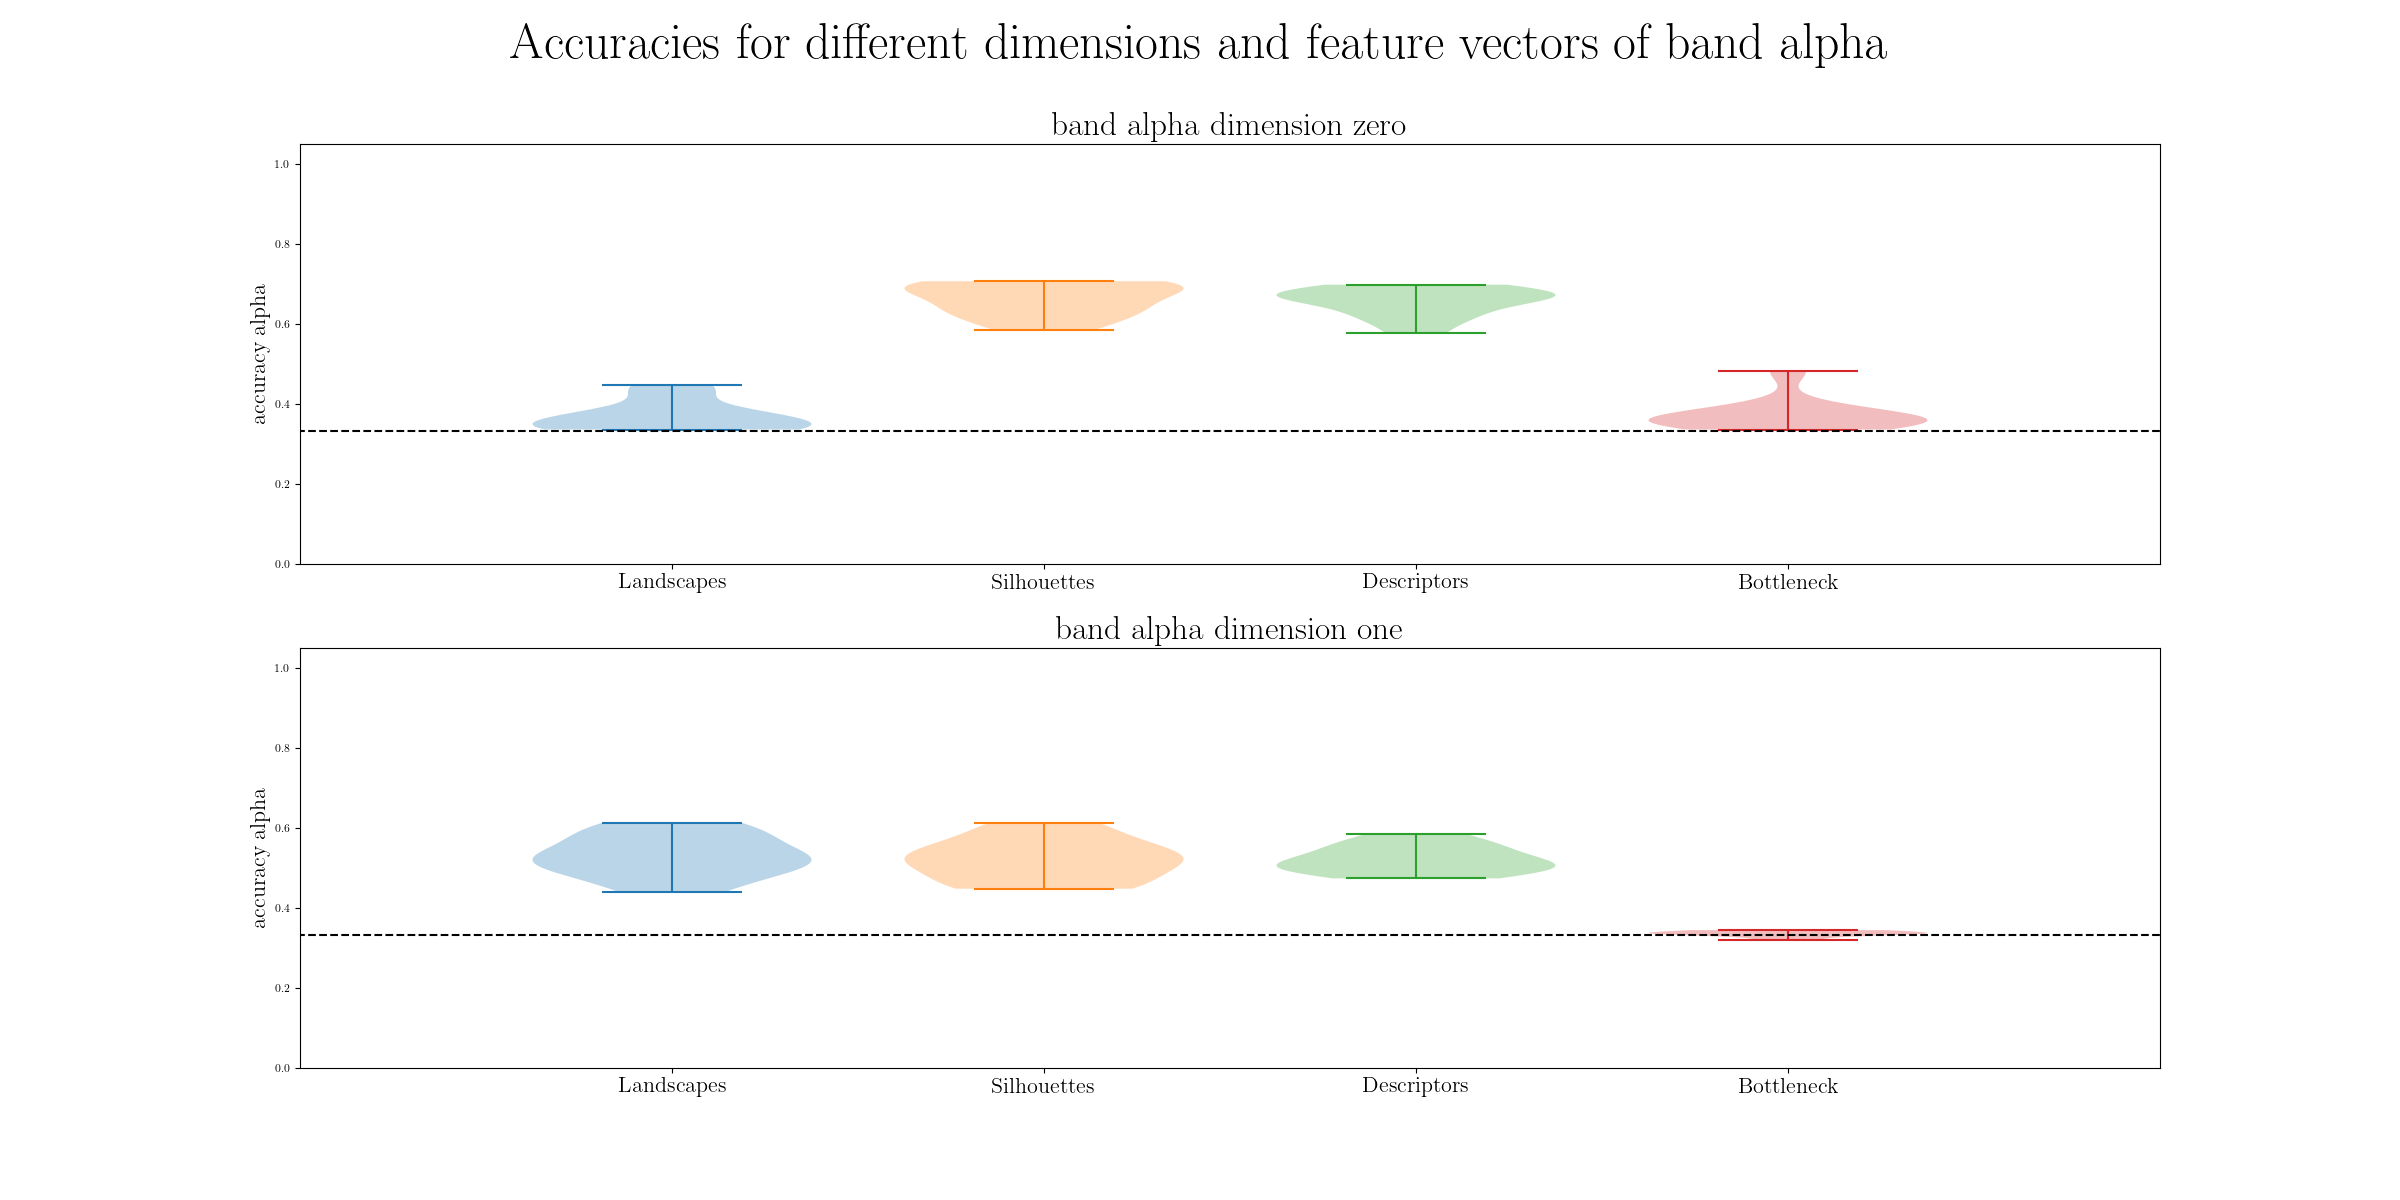 Accuracies for different dimensions and feature vectors of band alpha
band alpha dimension zero
accuracy alpha
1.0
0.8
0.6
0.4
0.2
0.0
Landscapes Silhouettes Descriptors Bottleneck
band alpha dimension one
accuracy alpha
1.0
0.8
0.6
0.4
0.2
0.0
Landscapes Silhouettes Descriptors Bottleneck